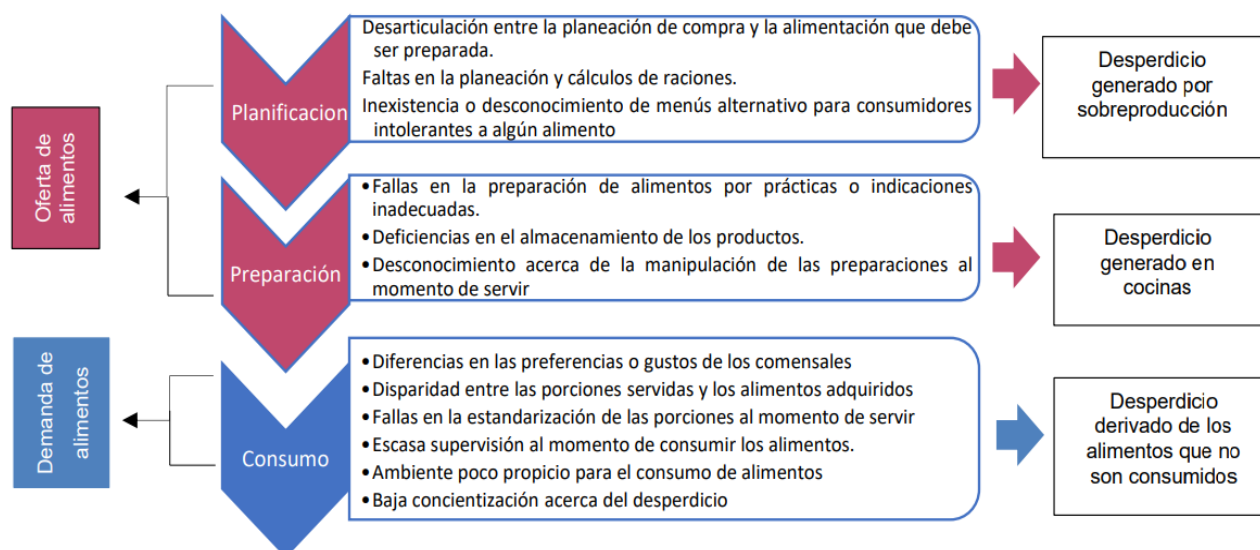 Oferta de
alimentos
Planificacion
Desarticulación entre la planeación de compra y la alimentación que debe
ser preparada.
Faltas en la planeación y cálculos de raciones.
Inexistencia o desconocimiento de menús alternativo para consumidores
intolerantes a algún alimento
Desperdicio
generado por
sobreproducción
Preparación
•Fallas en la preparación de alimentos por prácticas o indicaciones
inadecuadas.
•Deficiencias en el almacenamiento de los productos.
•Desconocimiento acerca de la manipulación de las preparaciones al
momento de servir
Desperdicio
generado en
cocinas
Demanda de
alimentos
Consumo
•Diferencias en las preferencias o gustos de los comensales
•Disparidad entre las porciones servidas y los alimentos adquiridos
•Fallas en la estandarización de las porciones al momento de servir
•Escasa supervisión al momento de consumir los alimentos.
•Ambiente poco propicio para el consumo de alimentos
•Baja concientización acerca del desperdicio
Desperdicio
derivado de los
alimentos que no
son consumidos